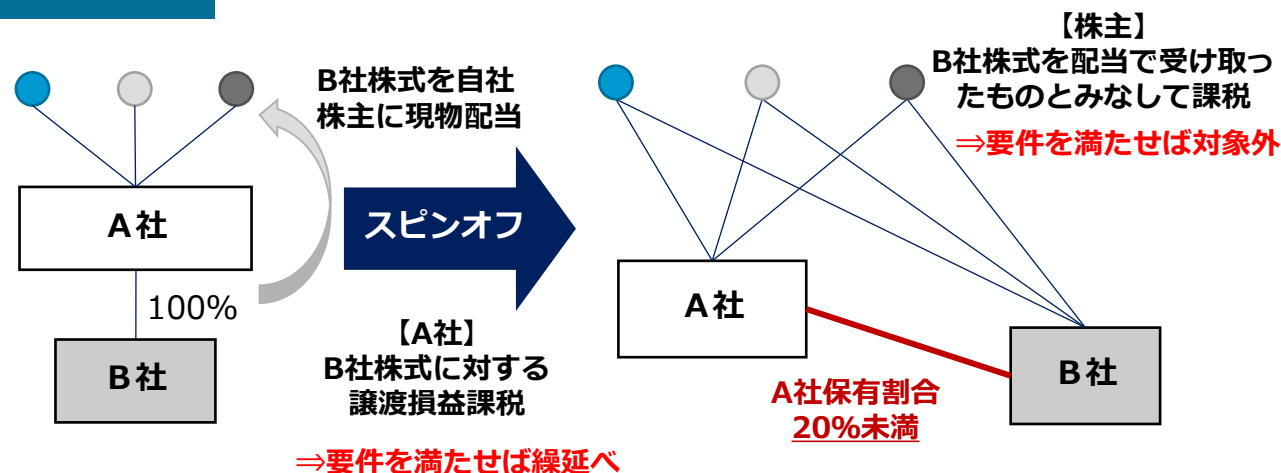 B社株式を自社
株主に現物配当
A社
100%
B社
スピンオフ
【A社】
B社株式に対する
譲渡損益課税
⇒要件を満たせば繰延べ
【株主】
B社株式を配当で受け取っ
たものとみなして課税
⇒要件を満たせば対象外
A社
A社保有割合
20%未満
B社